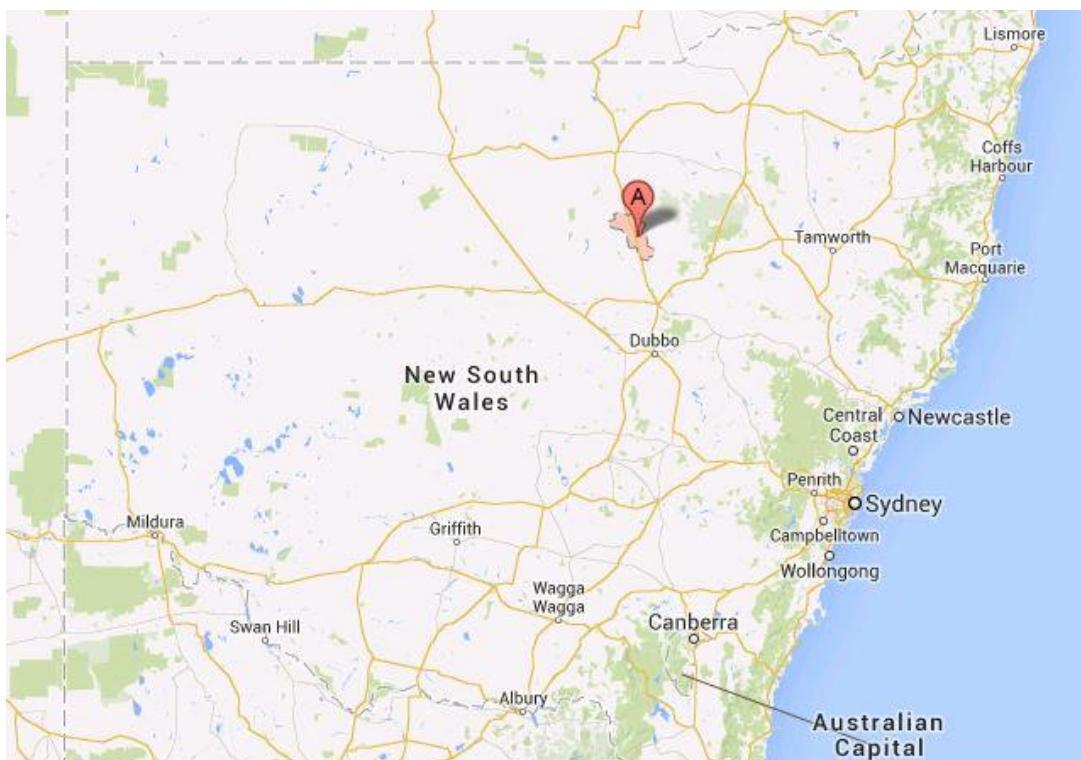 Lismore
Coffs
Harbour
A
Tamworth
Port
Macquarie
Dubbo
New South
Wales
Central
Coast
Newcastle
Penrith
Sydney
Mildura
Griffith
Campbelltown
Wollongong
Wagga
Wagga
Swan Hill
Canberra
Albury
Australian
Capital